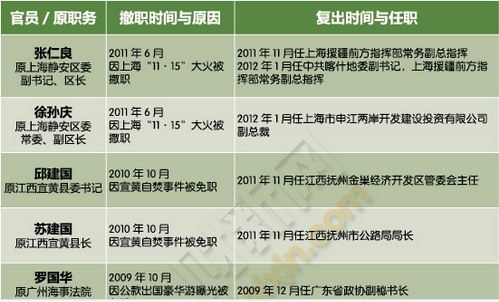 官员 / 原职务
撤职时间与原因
复出时间与任职
张仁良
原上海静安区委
副书记、区长
2011 年 6 月
因上海“11·15”大火被
撤职
2011 年 11 月任上海援疆前方指挥部常务副总指挥
2012 年 1 月任中共喀什地委副书记，上海援疆前方指
挥部常务副总指挥
徐孙庆
原上海静安区委
常委、副区长
2011 年 6 月
因上海“11·15”大火被
撤职
2012 年 1 月任上海市申江两岸开发建设投资有限公司
副总裁
邱建国
原江西宜黄县委书记
2010 年 10 月
因宜黄自焚事件被免职
2011 年 11 月任江西抚州金巢经济开发区管委会主任
苏建国
原江西宜黄县长
2010 年 10 月
因宜黄自焚事件被免职
2011 年 11 月任江西抚州市公路局局长
罗国华
原广州海事法院
2009 年 10 月
因公款出国豪华游曝光被
2009 年 12 月任广东省政协副秘书长